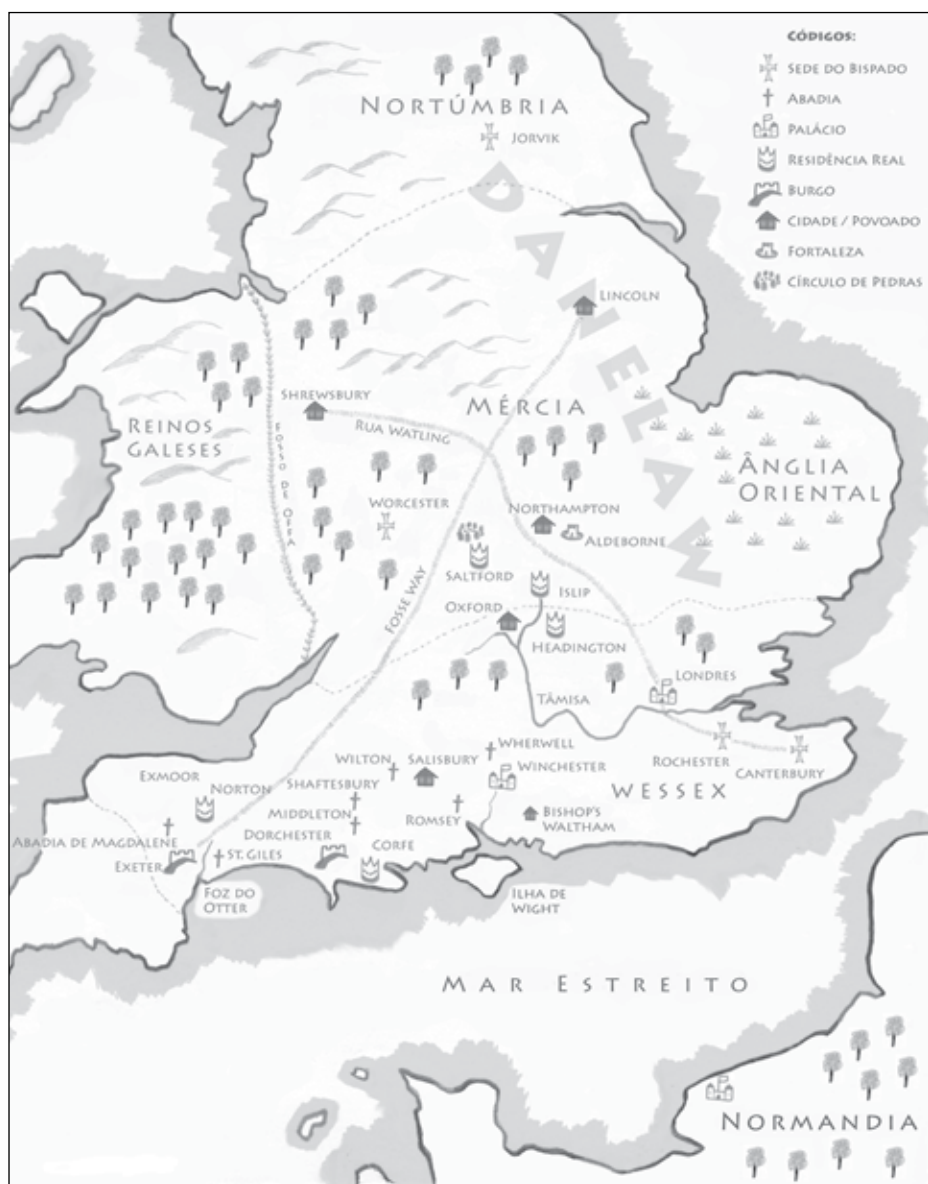 CÓDIGOS:
SEDE DO BISPADO
ABADIA
PALÁCIO
RESIDÊNCIA REAL
BURGO
CIDADE / POVOADO
FORTALEZA
CÍRCULO DE PEDRAS
NORTÚMBRIA
JORVIK
DANELAW
LINCOLN
SHREWSBURY
RUA WATLING
MÉRCIA
REINOS
GALESES
FOSSO DE OFFA
ÂNGLIA
ORIENTAL
WORCESTER
NORTHAMPTON
ALDEBORNE
SALTFORD
FOSSE WAY
ISLIP
OXFORD
HEADINGTON
LONDRES
TÂMISA
WHERWELL
WILTON
SALISBURY
WINCHESTER
ROCHESTER
CANTERBURY
EXMOOR
NORTON
SHAFTESBURY
WESSEX
MIDDLETON
ROMSEY
BISHOP'S
WALTHAM
ABADIA DE MAGDALENE
DORCHESTER
CORFE
EXETER
ST. GILES
FOZ DO
OTTER
ILHA DE
WIGHT
MAR ESTREITO
NORMANDIA